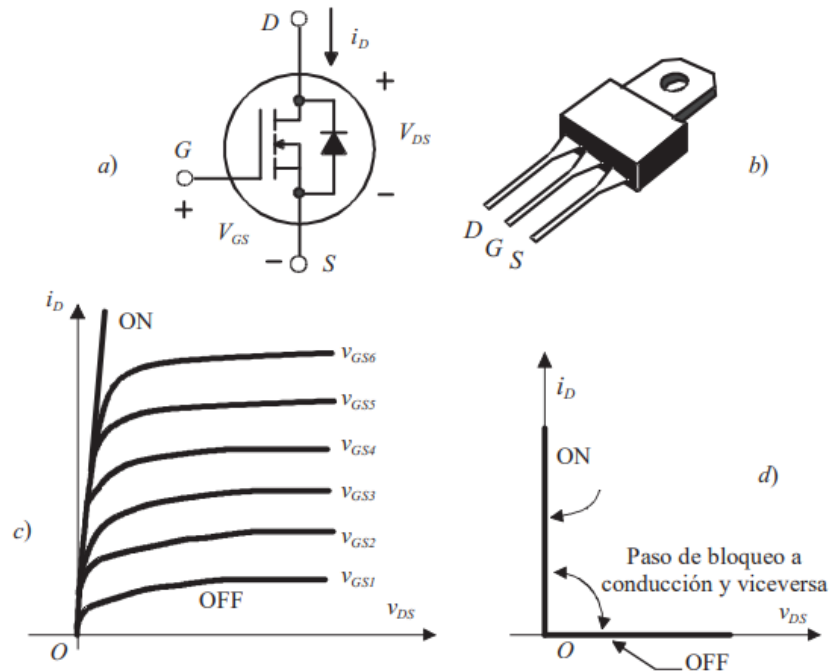 D
i_D
+
a)
G
V_DS
+
V_GS
−
−
S
b)
D
G
S
i_D
ON
v_GS6
v_GS5
v_GS4
v_GS3
c)
v_GS2
v_GS1
OFF
v_DS
O
i_D
ON
d)
Paso de bloqueo a
conducción y viceversa
v_DS
O
OFF